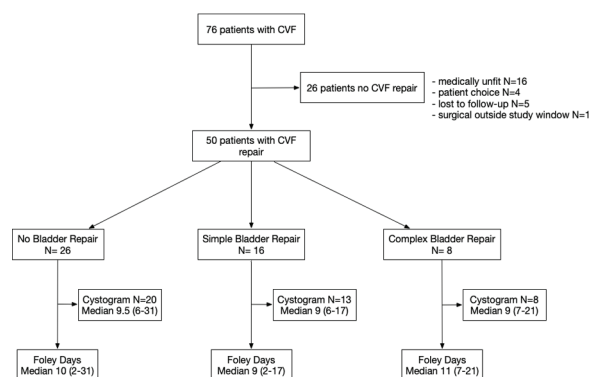 76 patients with CVF
26 patients no CVF repair
- medically unfit N=16
- patient choice N=4
- lost to follow-up N=5
- surgical outside study window N=1
50 patients with CVF
repair
No Bladder Repair
N= 26
Simple Bladder Repair
N= 16
Complex Bladder Repair
N= 8
Cystogram N=20
Median 9.5 (6-31)
Cystogram N=13
Median 9 (6-17)
Cystogram N=8
Median 9 (7-21)
Foley Days
Median 10 (2-31)
Foley Days
Median 9 (2-17)
Foley Days
Median 11 (7-21)